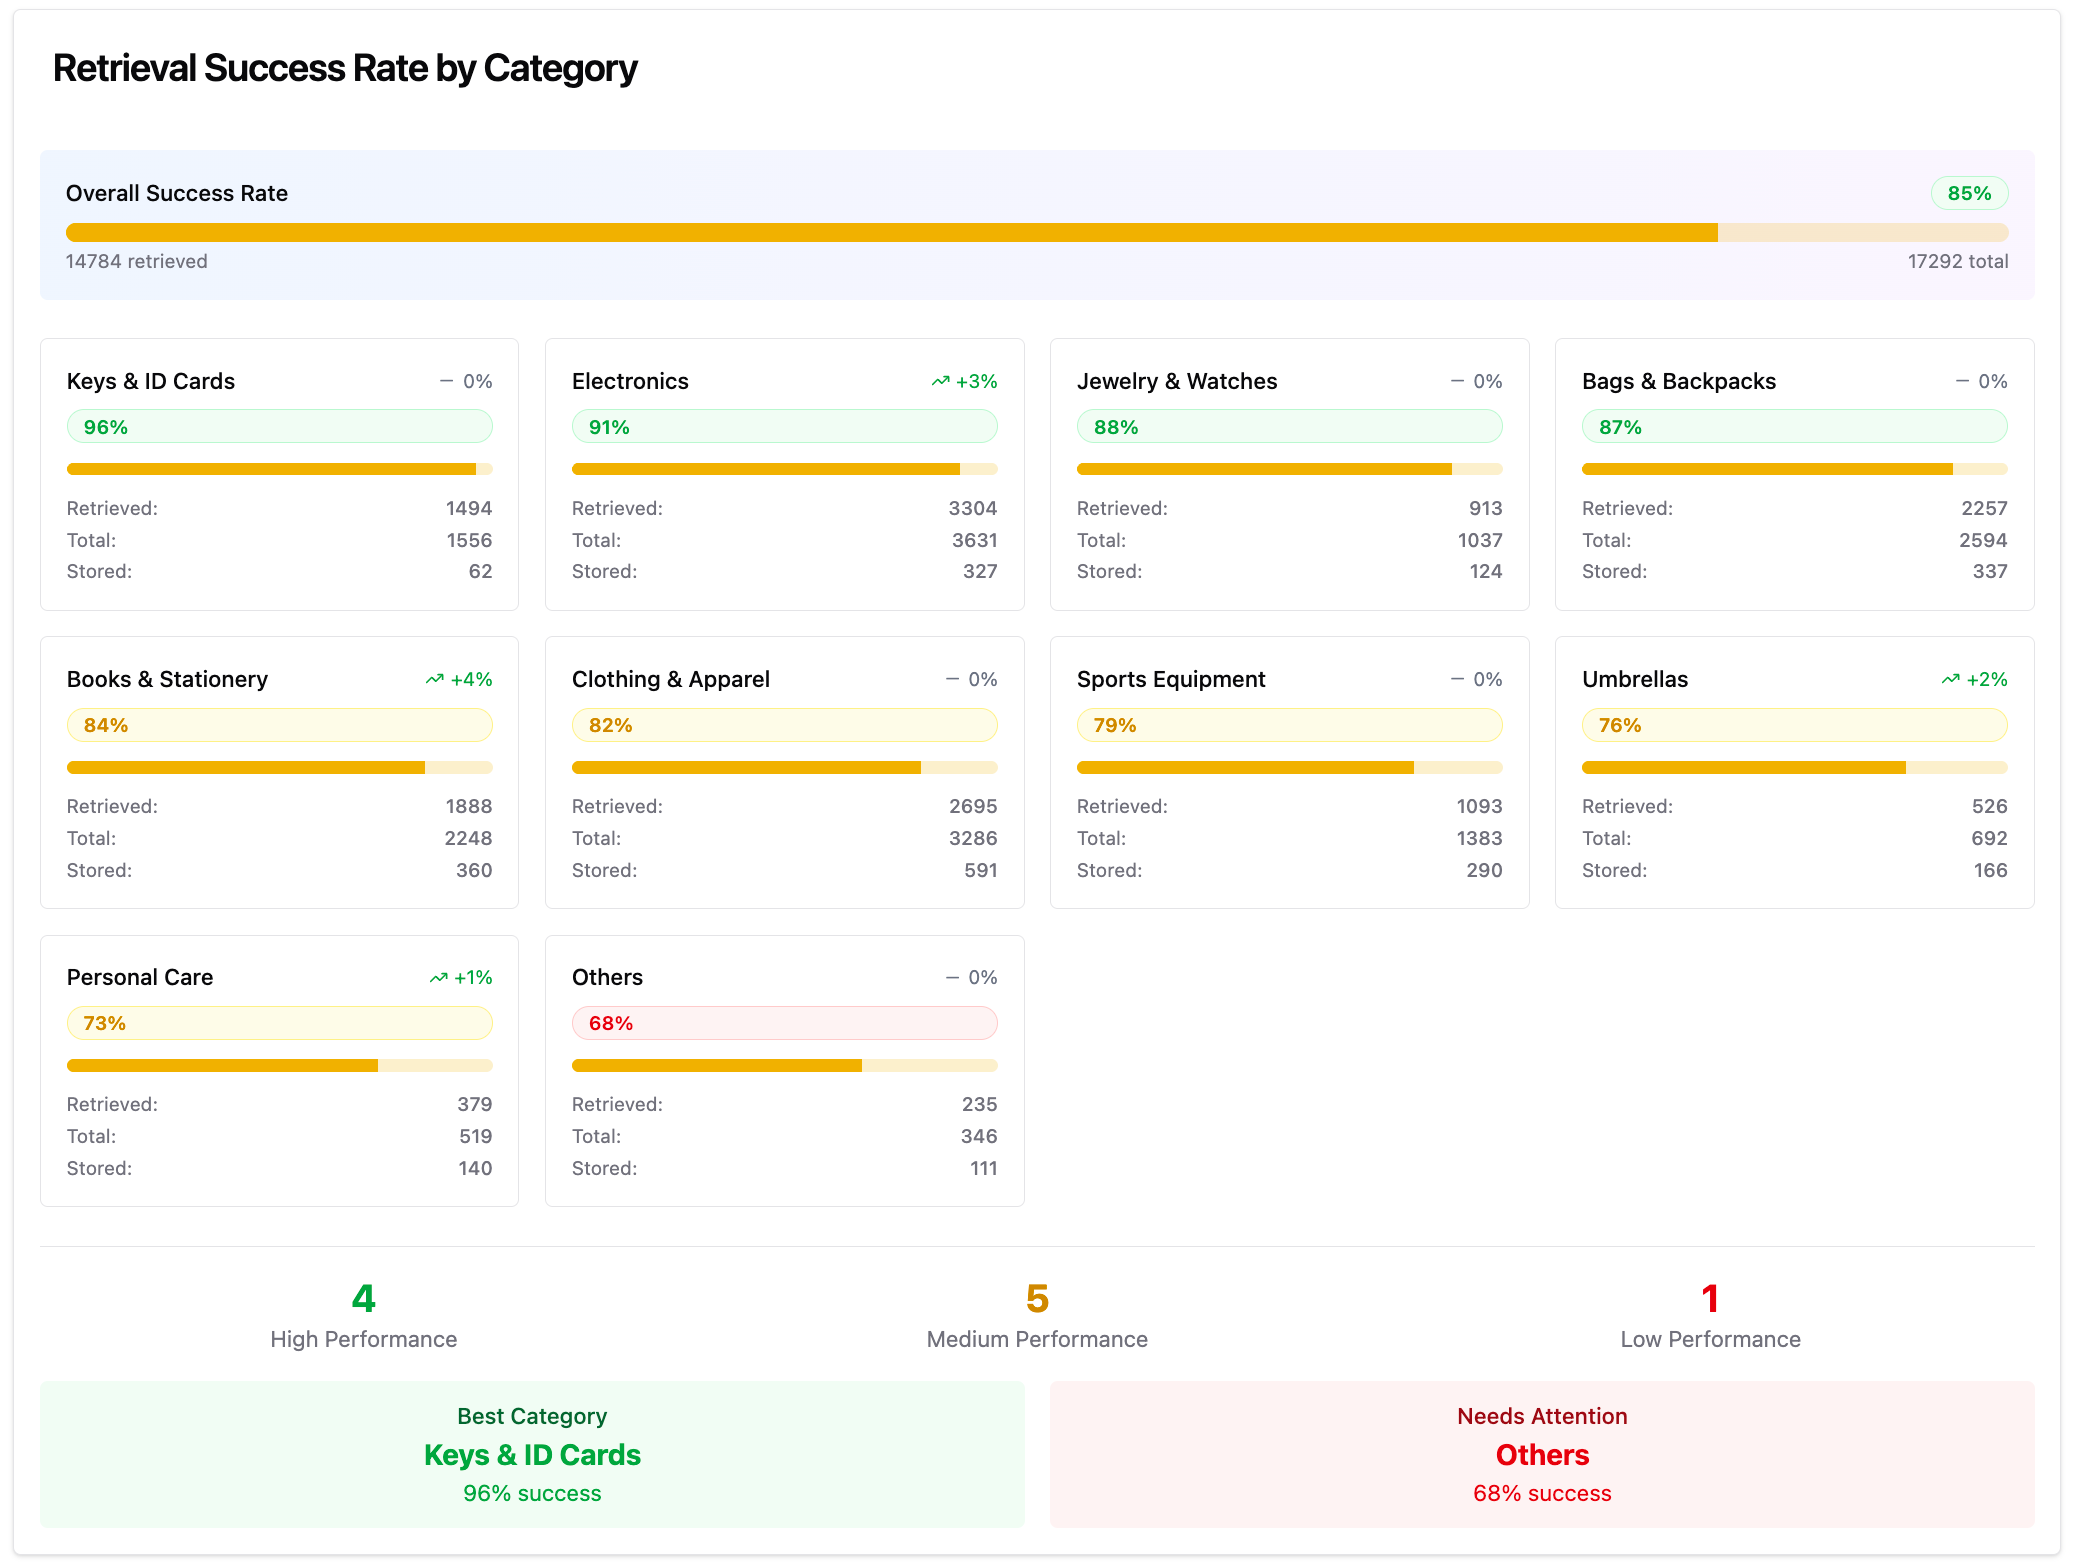 Retrieval Success Rate by Category
Overall Success Rate
85%
14784 retrieved
17292 total
Keys & ID Cards
0%
96%
Retrieved: 1494
Total: 1556
Stored: 62
Electronics
+3%
91%
Retrieved: 3304
Total: 3631
Stored: 327
Jewelry & Watches
0%
88%
Retrieved: 913
Total: 1037
Stored: 124
Bags & Backpacks
0%
87%
Retrieved: 2257
Total: 2594
Stored: 337
Books & Stationery
+4%
84%
Retrieved: 1888
Total: 2248
Stored: 360
Clothing & Apparel
0%
82%
Retrieved: 2695
Total: 3286
Stored: 591
Sports Equipment
0%
79%
Retrieved: 1093
Total: 1383
Stored: 290
Umbrellas
+2%
76%
Retrieved: 526
Total: 692
Stored: 166
Personal Care
+1%
73%
Retrieved: 379
Total: 519
Stored: 140
Others
0%
68%
Retrieved: 235
Total: 346
Stored: 111
4
High Performance
5
Medium Performance
1
Low Performance
Best Category
Keys & ID Cards
96% success
Needs Attention
Others
68% success